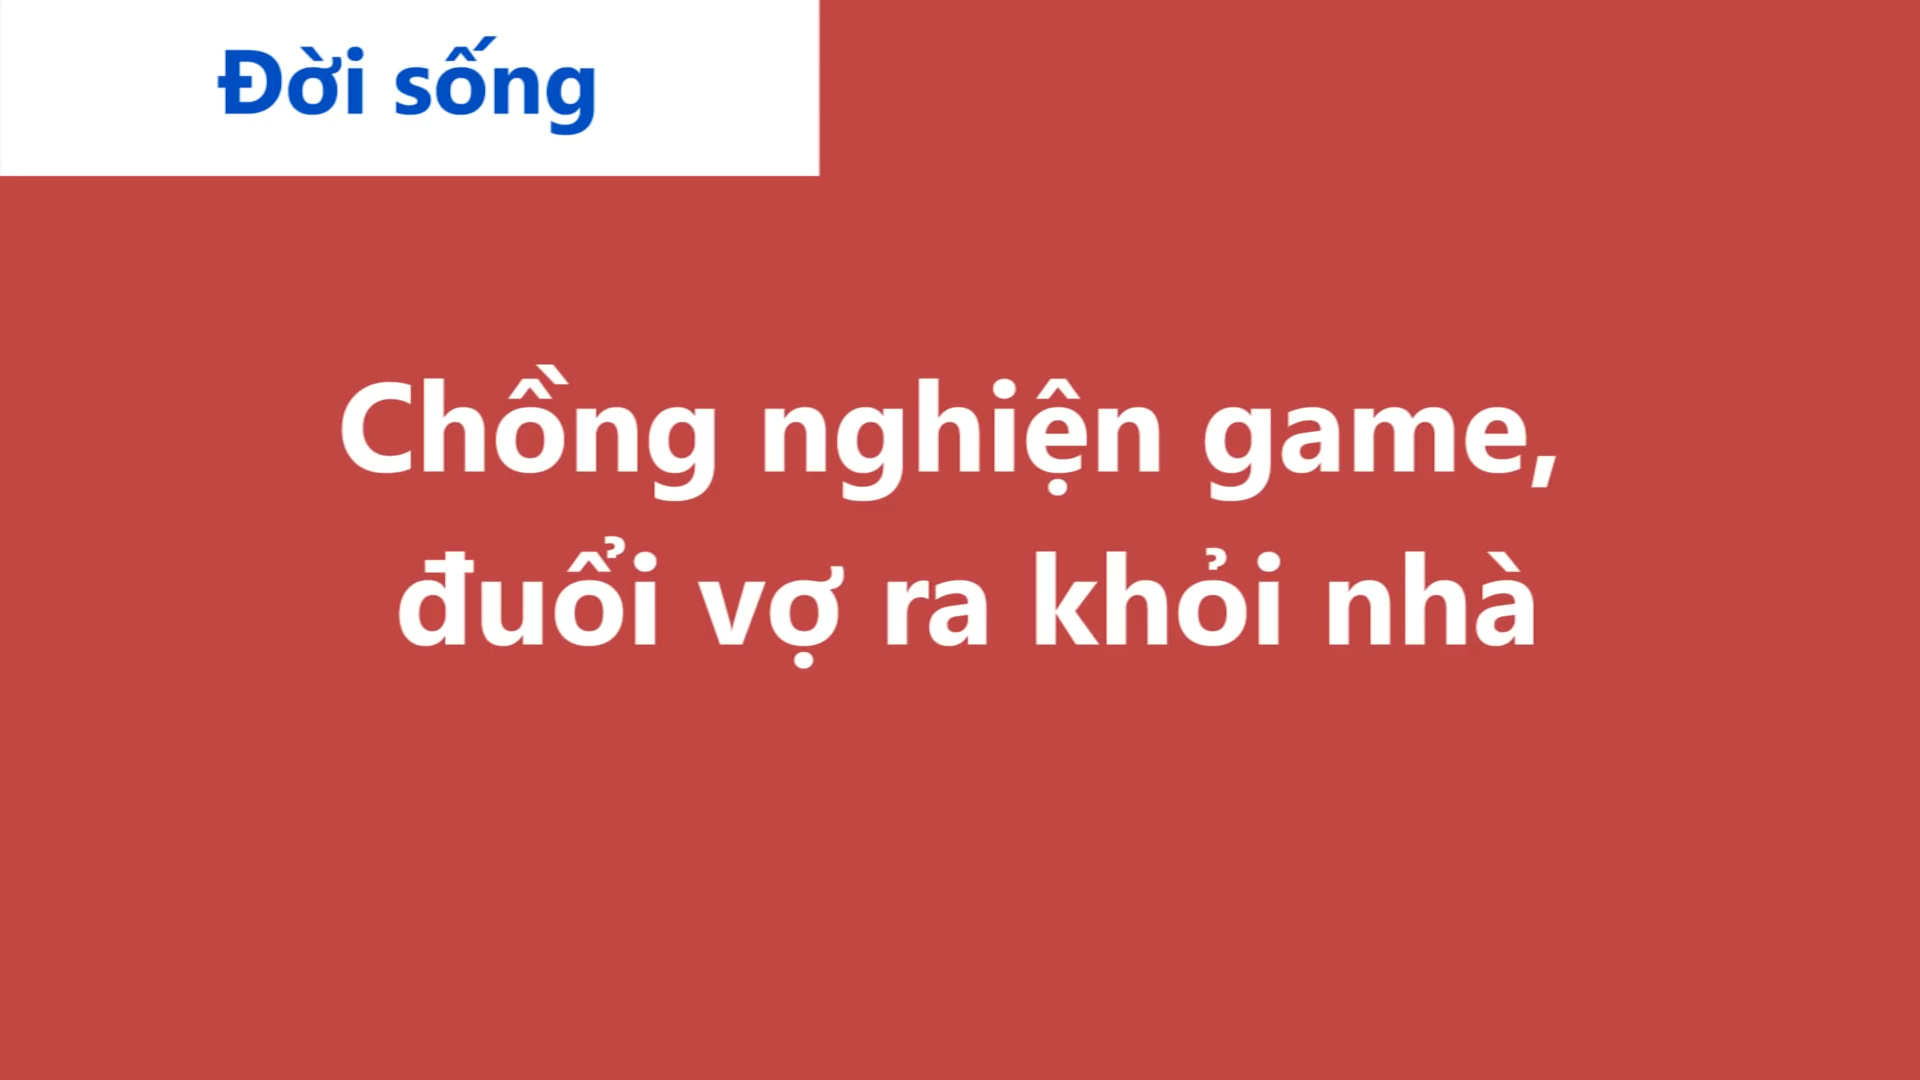 Đời sống
Chồng nghiện game,
đuổi vợ ra khỏi nhà